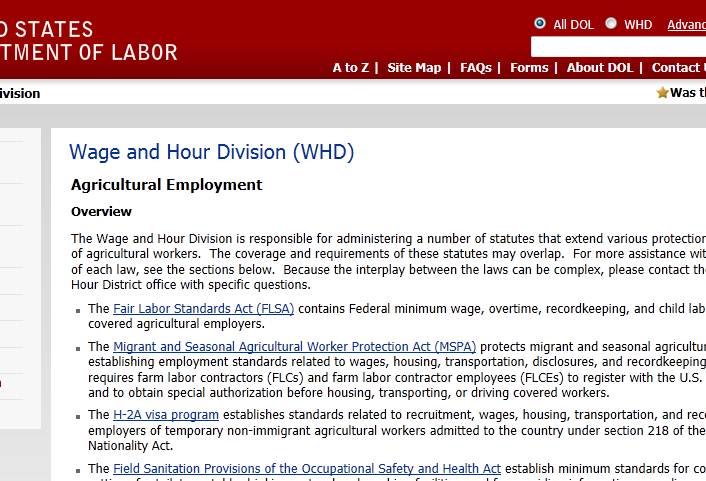 D STATES
TMENT OF LABOR
All DOL WHD Advanc
A to Z | Site Map | FAQs | Forms | About DOL | Contact U
ivision
Was th
Wage and Hour Division (WHD)
Agricultural Employment
Overview
The Wage and Hour Division is responsible for administering a number of statutes that extend various protection
of agricultural workers. The coverage and requirements of these statutes may overlap. For more assistance wit
of each law, see the sections below. Because the interplay between the laws can be complex, please contact the
Hour District office with specific questions.
The Fair Labor Standards Act (FLSA) contains Federal minimum wage, overtime, recordkeeping, and child lab
covered agricultural employers.
The Migrant and Seasonal Agricultural Worker Protection Act (MSPA) protects migrant and seasonal agricultur
establishing employment standards related to wages, housing, transportation, disclosures, and recordkeeping
requires farm labor contractors (FLCs) and farm labor contractor employees (FLCEs) to register with the U.S.
and to obtain special authorization before housing, transporting, or driving covered workers.
The H-2A visa program establishes standards related to recruitment, wages, housing, transportation, and reco
employers of temporary non-immigrant agricultural workers admitted to the country under section 218 of the
Nationality Act.
The Field Sanitation Provisions of the Occupational Safety and Health Act establish minimum standards for co